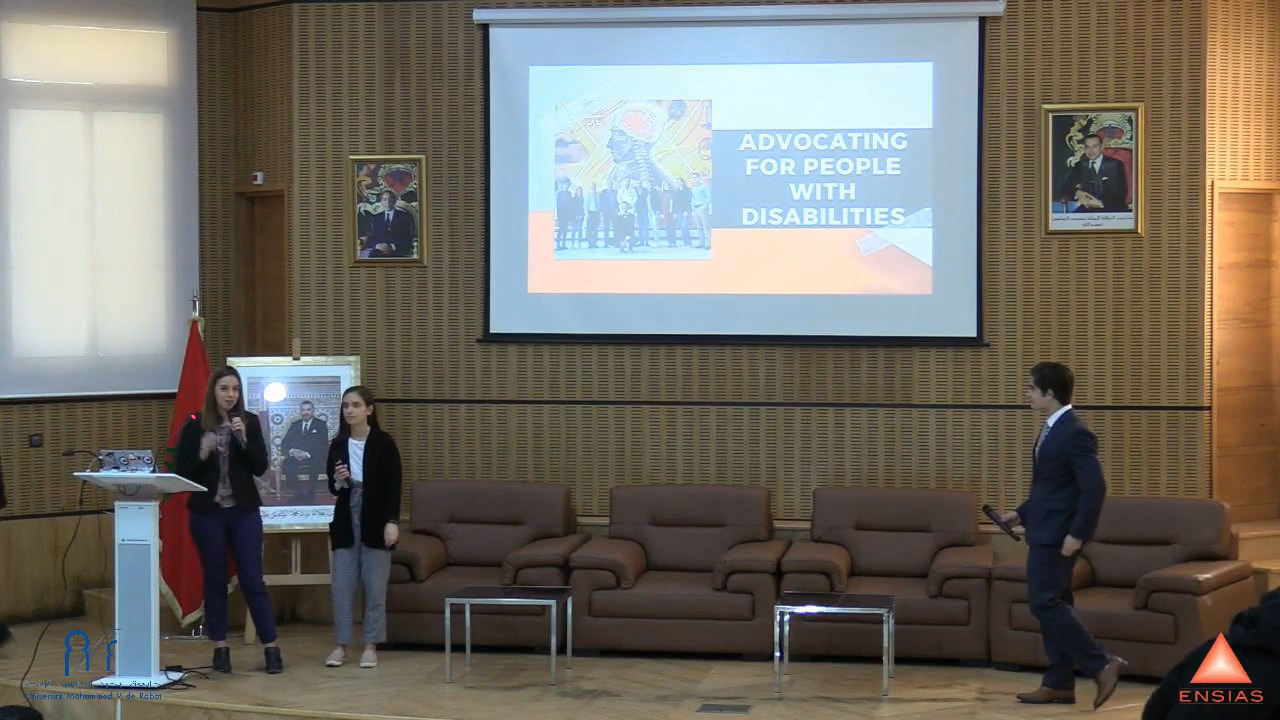 ADVOCATING
FOR PEOPLE
WITH
DISABILITIES
Université Mohammed V de Rabat
ENSIAS